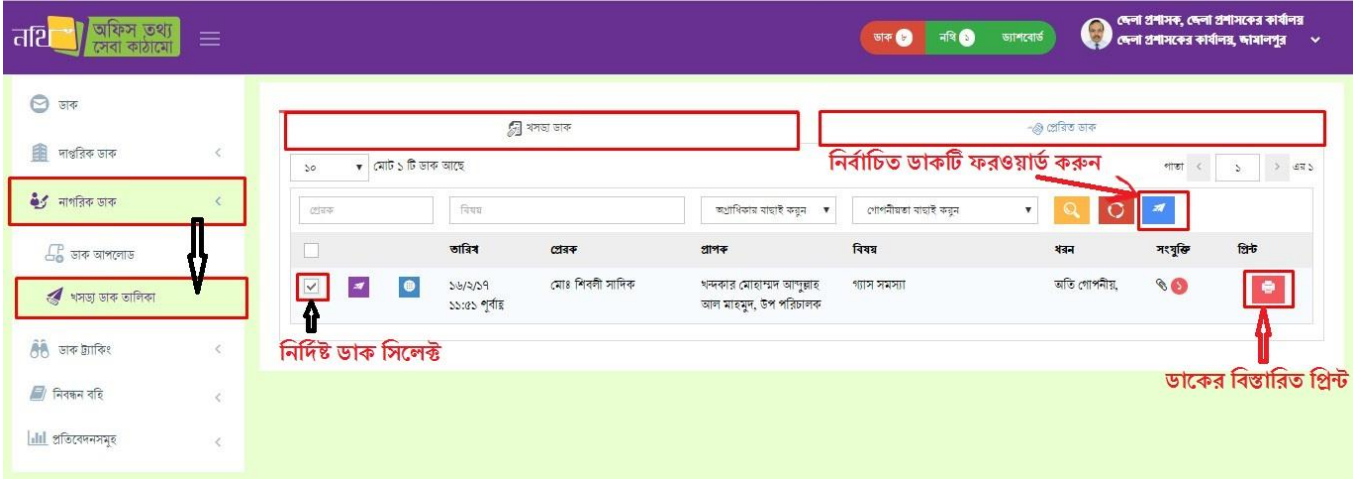 নথি
অফিস তথ্য
সেবা কাঠামো
ডাক ৮
নথি ১
ড্যাশবোর্ড
জেলা প্রশাসক, জেলা প্রশাসকের কার্যালয়
জেলা প্রশাসকের কার্যালয়, জামালপুর
ডাক
দাপ্তরিক ডাক
নাগরিক ডাক
ডাক আপলোড
খসড়া ডাক তালিকা
ডাক ট্র্যাকিং
নিবন্ধন বহি
প্রতিবেদনসমূহ
খসড়া ডাক
প্রেরিত ডাক
১০ মোট ১ টি ডাক আছে
নির্বাচিত ডাকটি ফরওয়ার্ড করুন
পাতা ১ এর ১
প্রেরক বিষয় অগ্রাধিকার বাছাই করুন গোপনীয়তা বাছাই করুন
তারিখ প্রেরক প্রাপক বিষয় ধরন সংযুক্তি প্রিন্ট
১৬/২/১৭ মোঃ শিবলী সাদিক খন্দকার মোহাম্মদ আব্দুল্লাহ গ্যাস সমস্যা অতি গোপনীয়, ১
১১:৫১ পূর্বাহ্ন আল মাহমুদ, উপ পরিচালক
নির্দিষ্ট ডাক সিলেক্ট
ডাকের বিস্তারিত প্রিন্ট